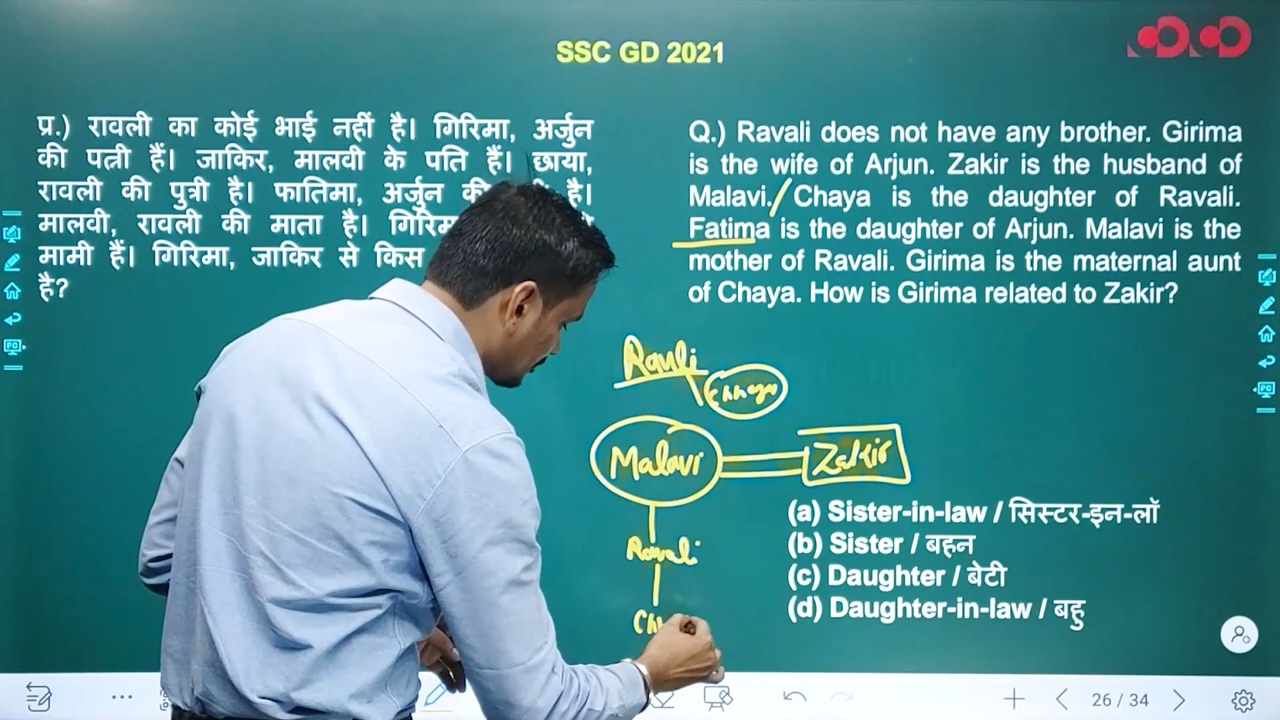 SSC GD 2021
प्र.) रावली का कोई भाई नहीं है। गिरिमा, अर्जुन
की पत्नी हैं। जाकिर, मालवी के पति हैं। छाया,
रावली की पुत्री है। फातिमा, अर्जुन की है।
मालवी, रावली की माता है।
मामी हैं। गिरिमा, जाकिर से किस
है?
Q.) Ravali does not have any brother. Girima
is the wife of Arjun. Zakir is the husband of
Malavi. Chaya is the daughter of Ravali.
Fatima is the daughter of Arjun. Malavi is the
mother of Ravali. Girima is the maternal aunt
of Chaya. How is Girima related to Zakir?
Malavi Zakir
Ravali
(a) Sister-in-law / सिस्टर-इन-लॉ
(b) Sister / बहन
(c) Daughter / बेटी
(d) Daughter-in-law / बहु
26 / 34